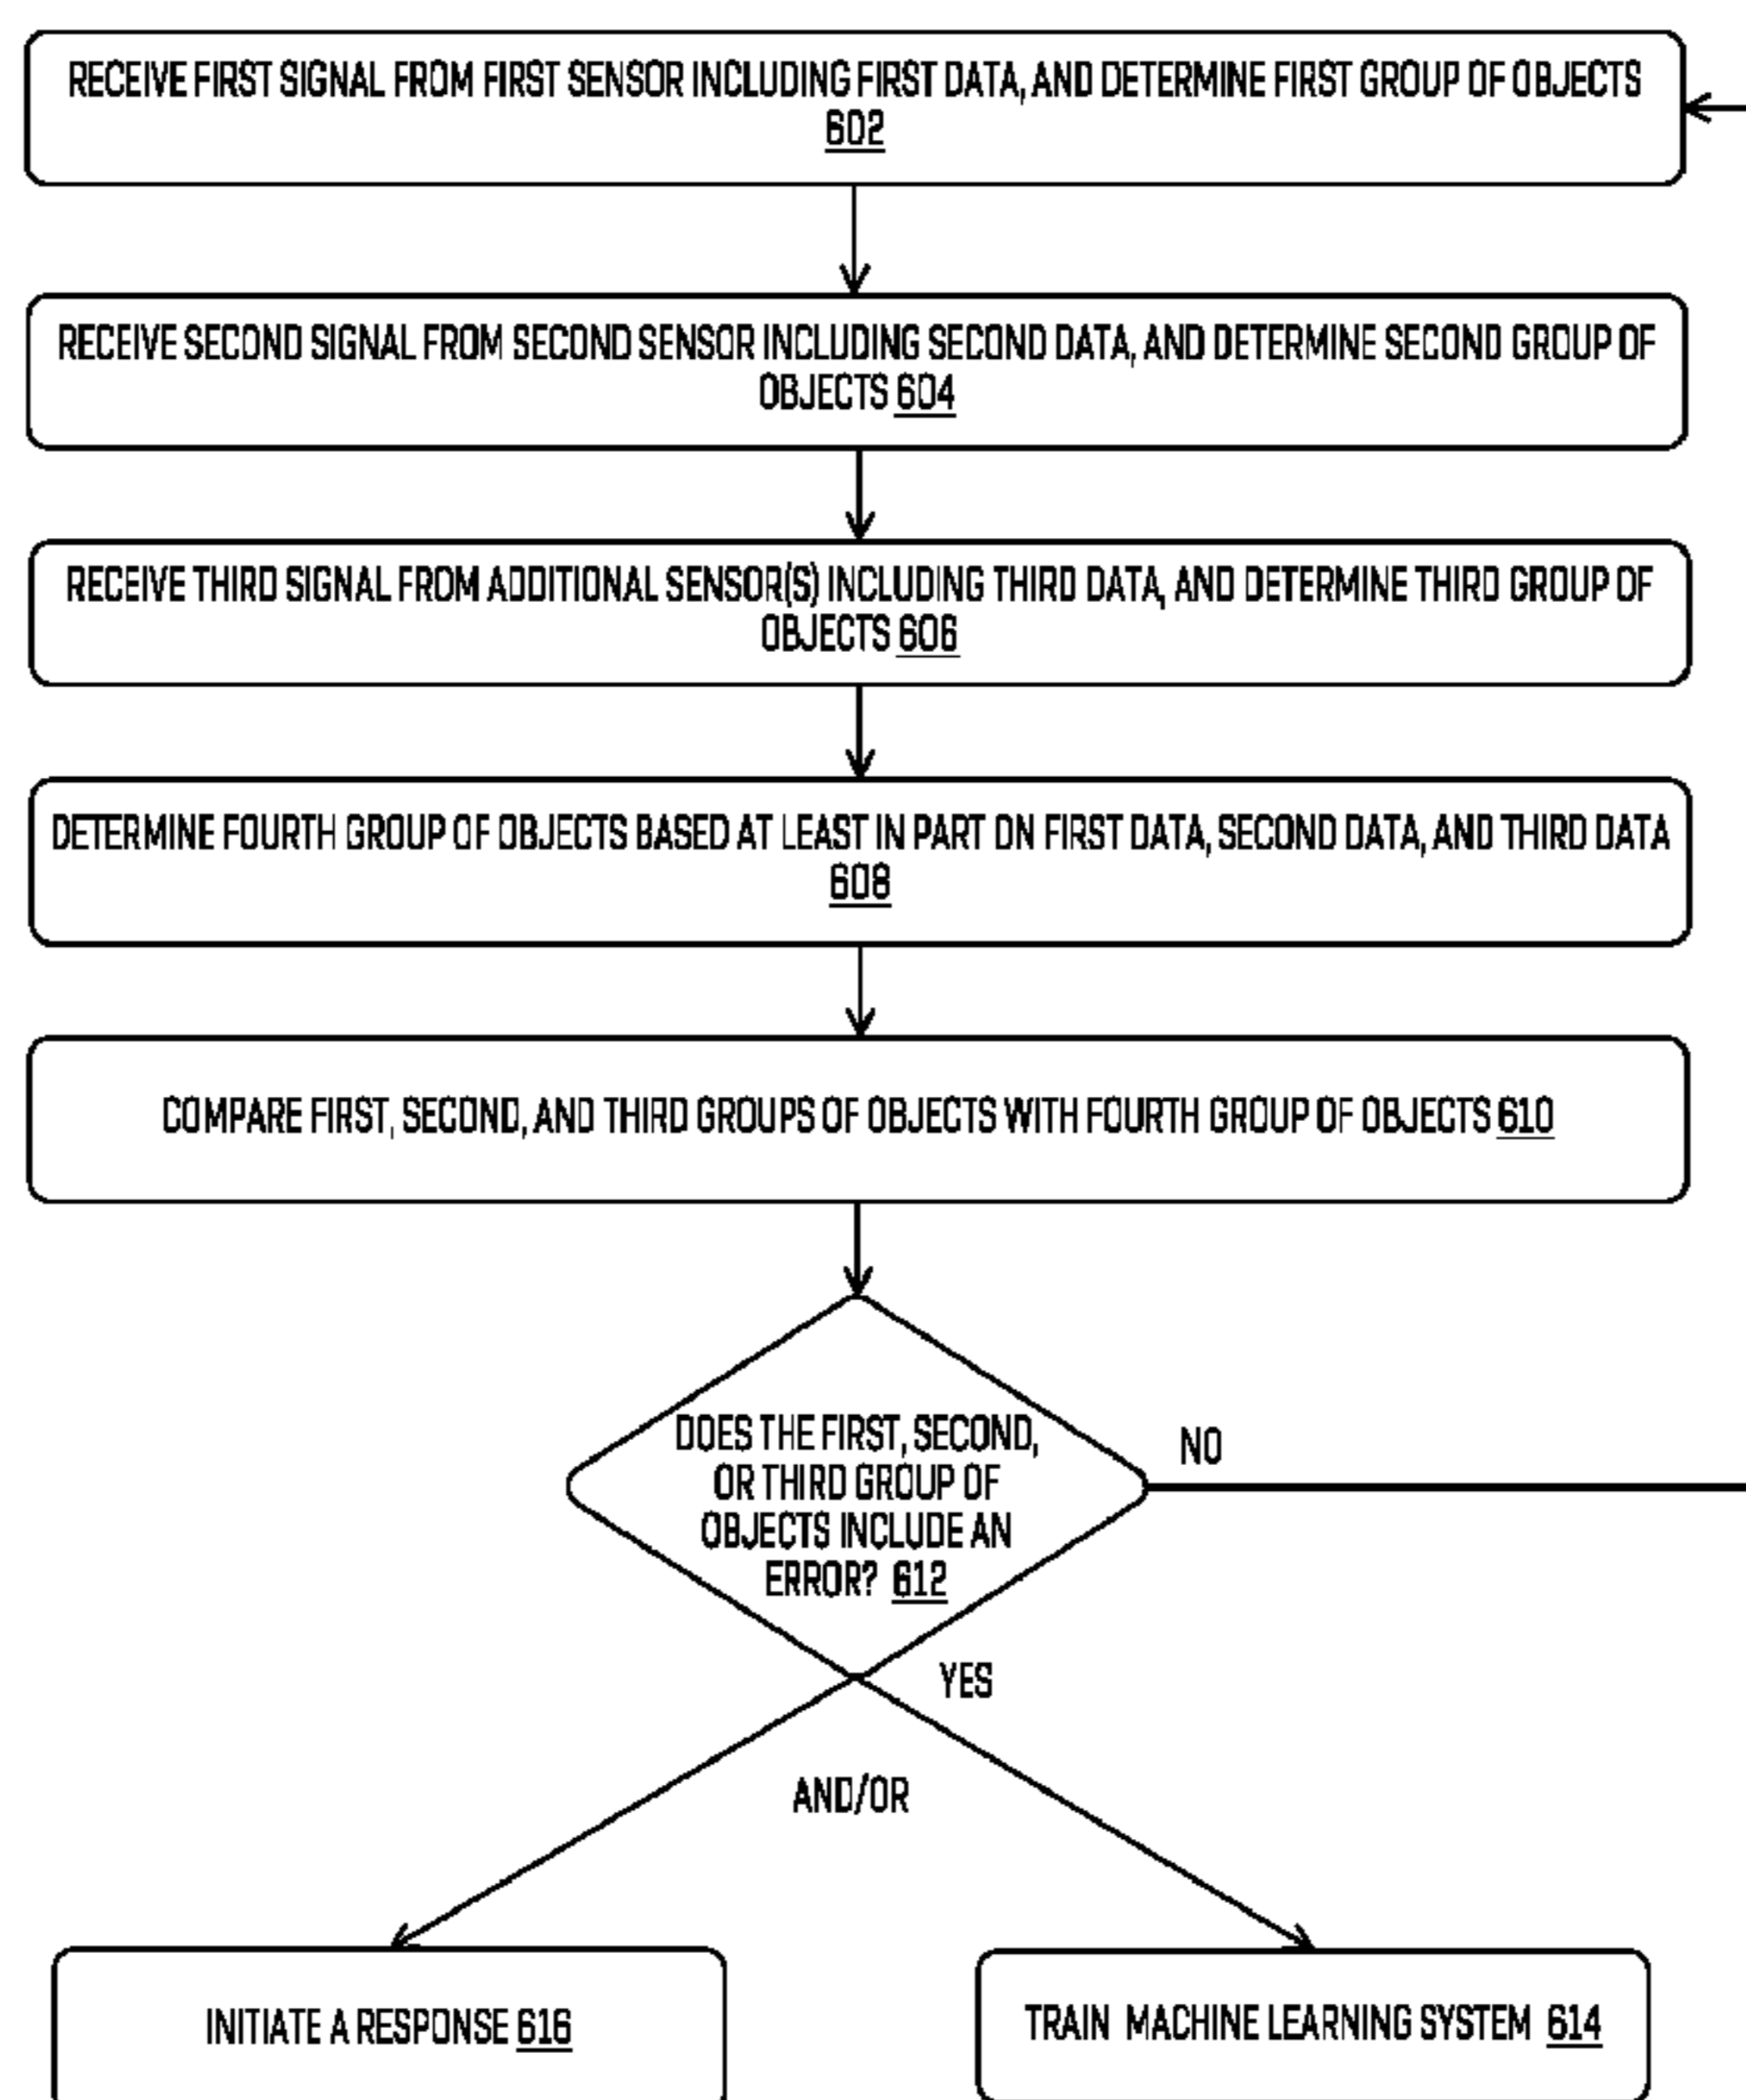 RECEIVE FIRST SIGNAL FROM FIRST SENSOR INCLUDING FIRST DATA, AND DETERMINE FIRST GROUP OF OBJECTS
602
RECEIVE SECOND SIGNAL FROM SECOND SENSOR INCLUDING SECOND DATA, AND DETERMINE SECOND GROUP OF
OBJECTS 604
RECEIVE THIRD SIGNAL FROM ADDITIONAL SENSOR(S) INCLUDING THIRD DATA, AND DETERMINE THIRD GROUP OF
OBJECTS 606
DETERMINE FOURTH GROUP OF OBJECTS BASED AT LEAST IN PART ON FIRST DATA, SECOND DATA, AND THIRD DATA
608
COMPARE FIRST, SECOND, AND THIRD GROUPS OF OBJECTS WITH FOURTH GROUP OF OBJECTS 610
DOES THE FIRST, SECOND,
OR THIRD GROUP OF
OBJECTS INCLUDE AN
ERROR? 612
NO
YES
AND/OR
INITIATE A RESPONSE 616
TRAIN MACHINE LEARNING SYSTEM 614